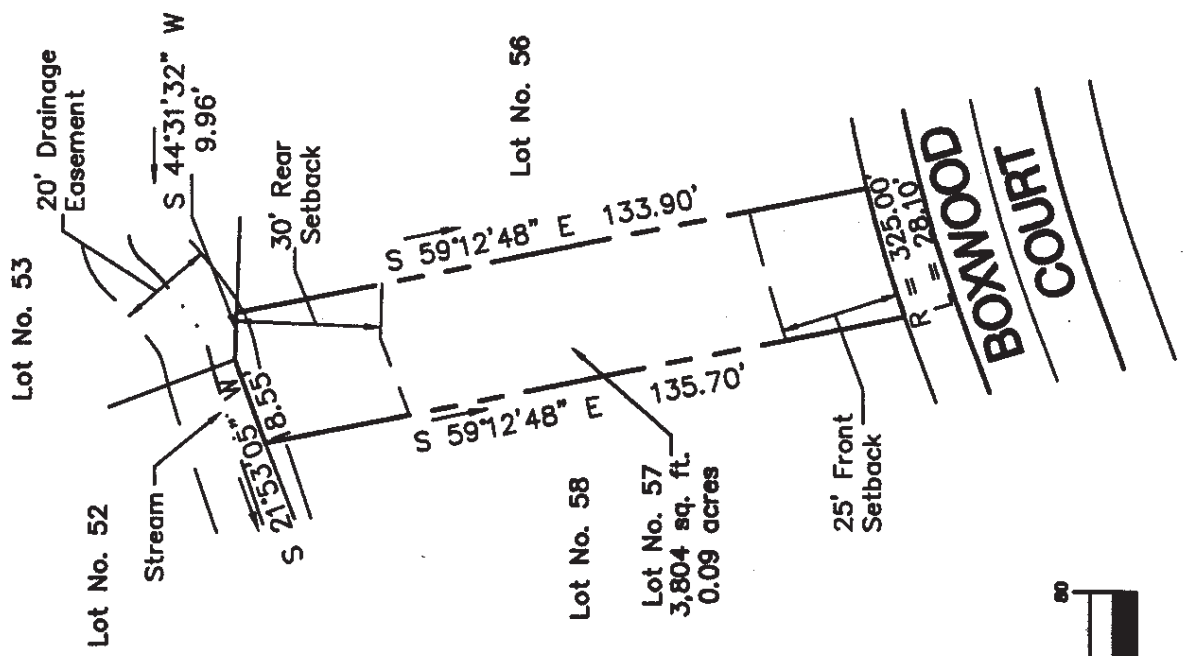 Lot No. 53
20' Drainage
Easement
S 44°31'32" W
9.96'
Lot No. 52
Stream
S 21°53'05" W
18.55'
30' Rear
Setback
Lot No. 56
S 59°12'48" E 133.90'
S 59°12'48" E 135.70'
Lot No. 58
Lot No. 57
3,804 sq. ft.
0.09 acres
25' Front
Setback
R = 325.00'
L = 28.10'
BOXWOOD
COURT